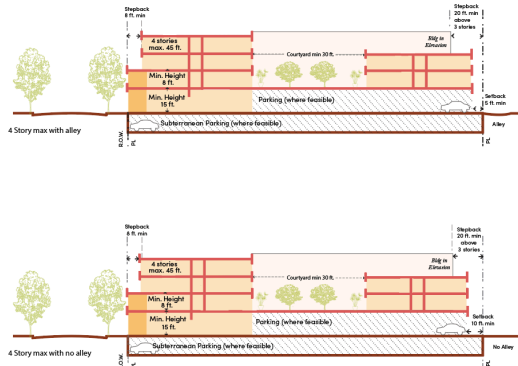 Stepback
8 ft. min
Stepback
20 ft. min
above
3 stories
4 stories
max. 45 ft.
Bldg in
Elevation
Courtyard min 30 ft.
Min. Height
8 ft.
Min. Height
15 ft.
Parking (where feasible)
Setback
5 ft. min
Subterranean Parking (where feasible)
Alley
4 Story max with alley
R.O.W.
PL
PL
Stepback
8 ft. min
Stepback
20 ft. min
above
3 stories
4 stories
max. 45 ft.
Bldg in
Elevation
Courtyard min 30 ft.
Min. Height
8 ft.
Min. Height
15 ft.
Parking (where feasible)
Setback
10 ft. min
Subterranean Parking (where feasible)
No Alley
4 Story max with no alley
.O.W.
PL